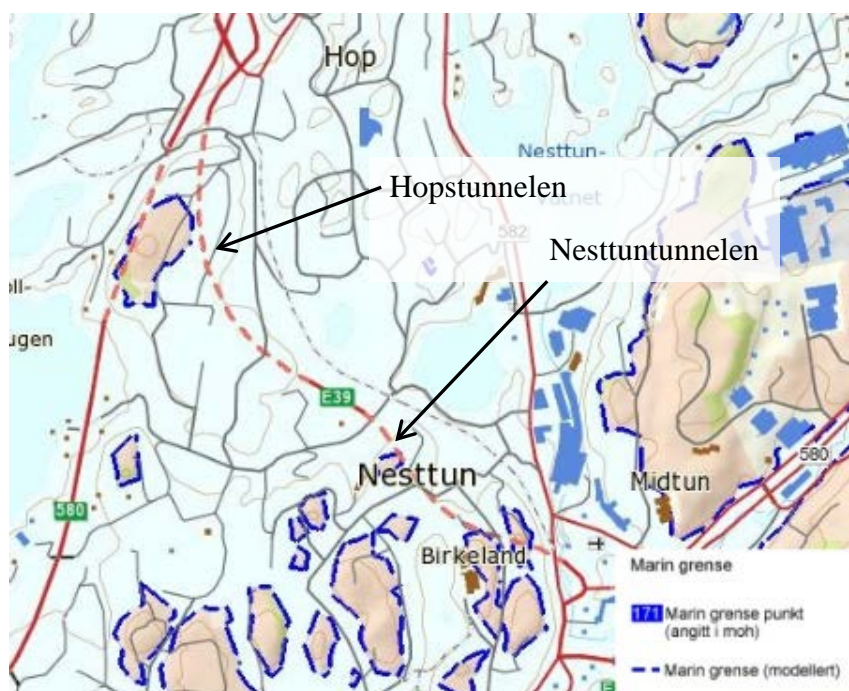 Hop
Nesttun-
Vatnet
Hopstunnelen
582
Nesttuntunnelen
ugen
E39
Nesttun
580
Midtun
580
Birkeland
Marin grense
171 Marin grense punkt
(angitt i moh)
Marin grense (modellert)
E